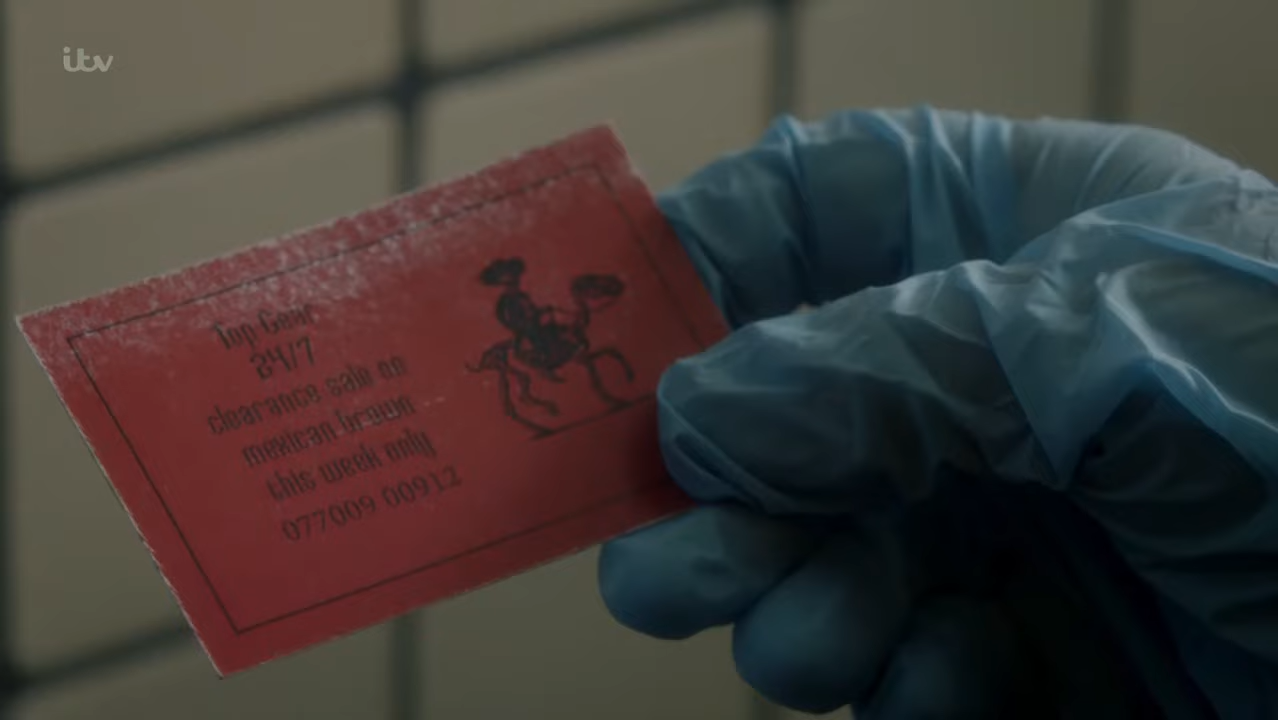 itv
Top Gear
24/7
clearance sale on
mexican brown
this week only
077009 00912